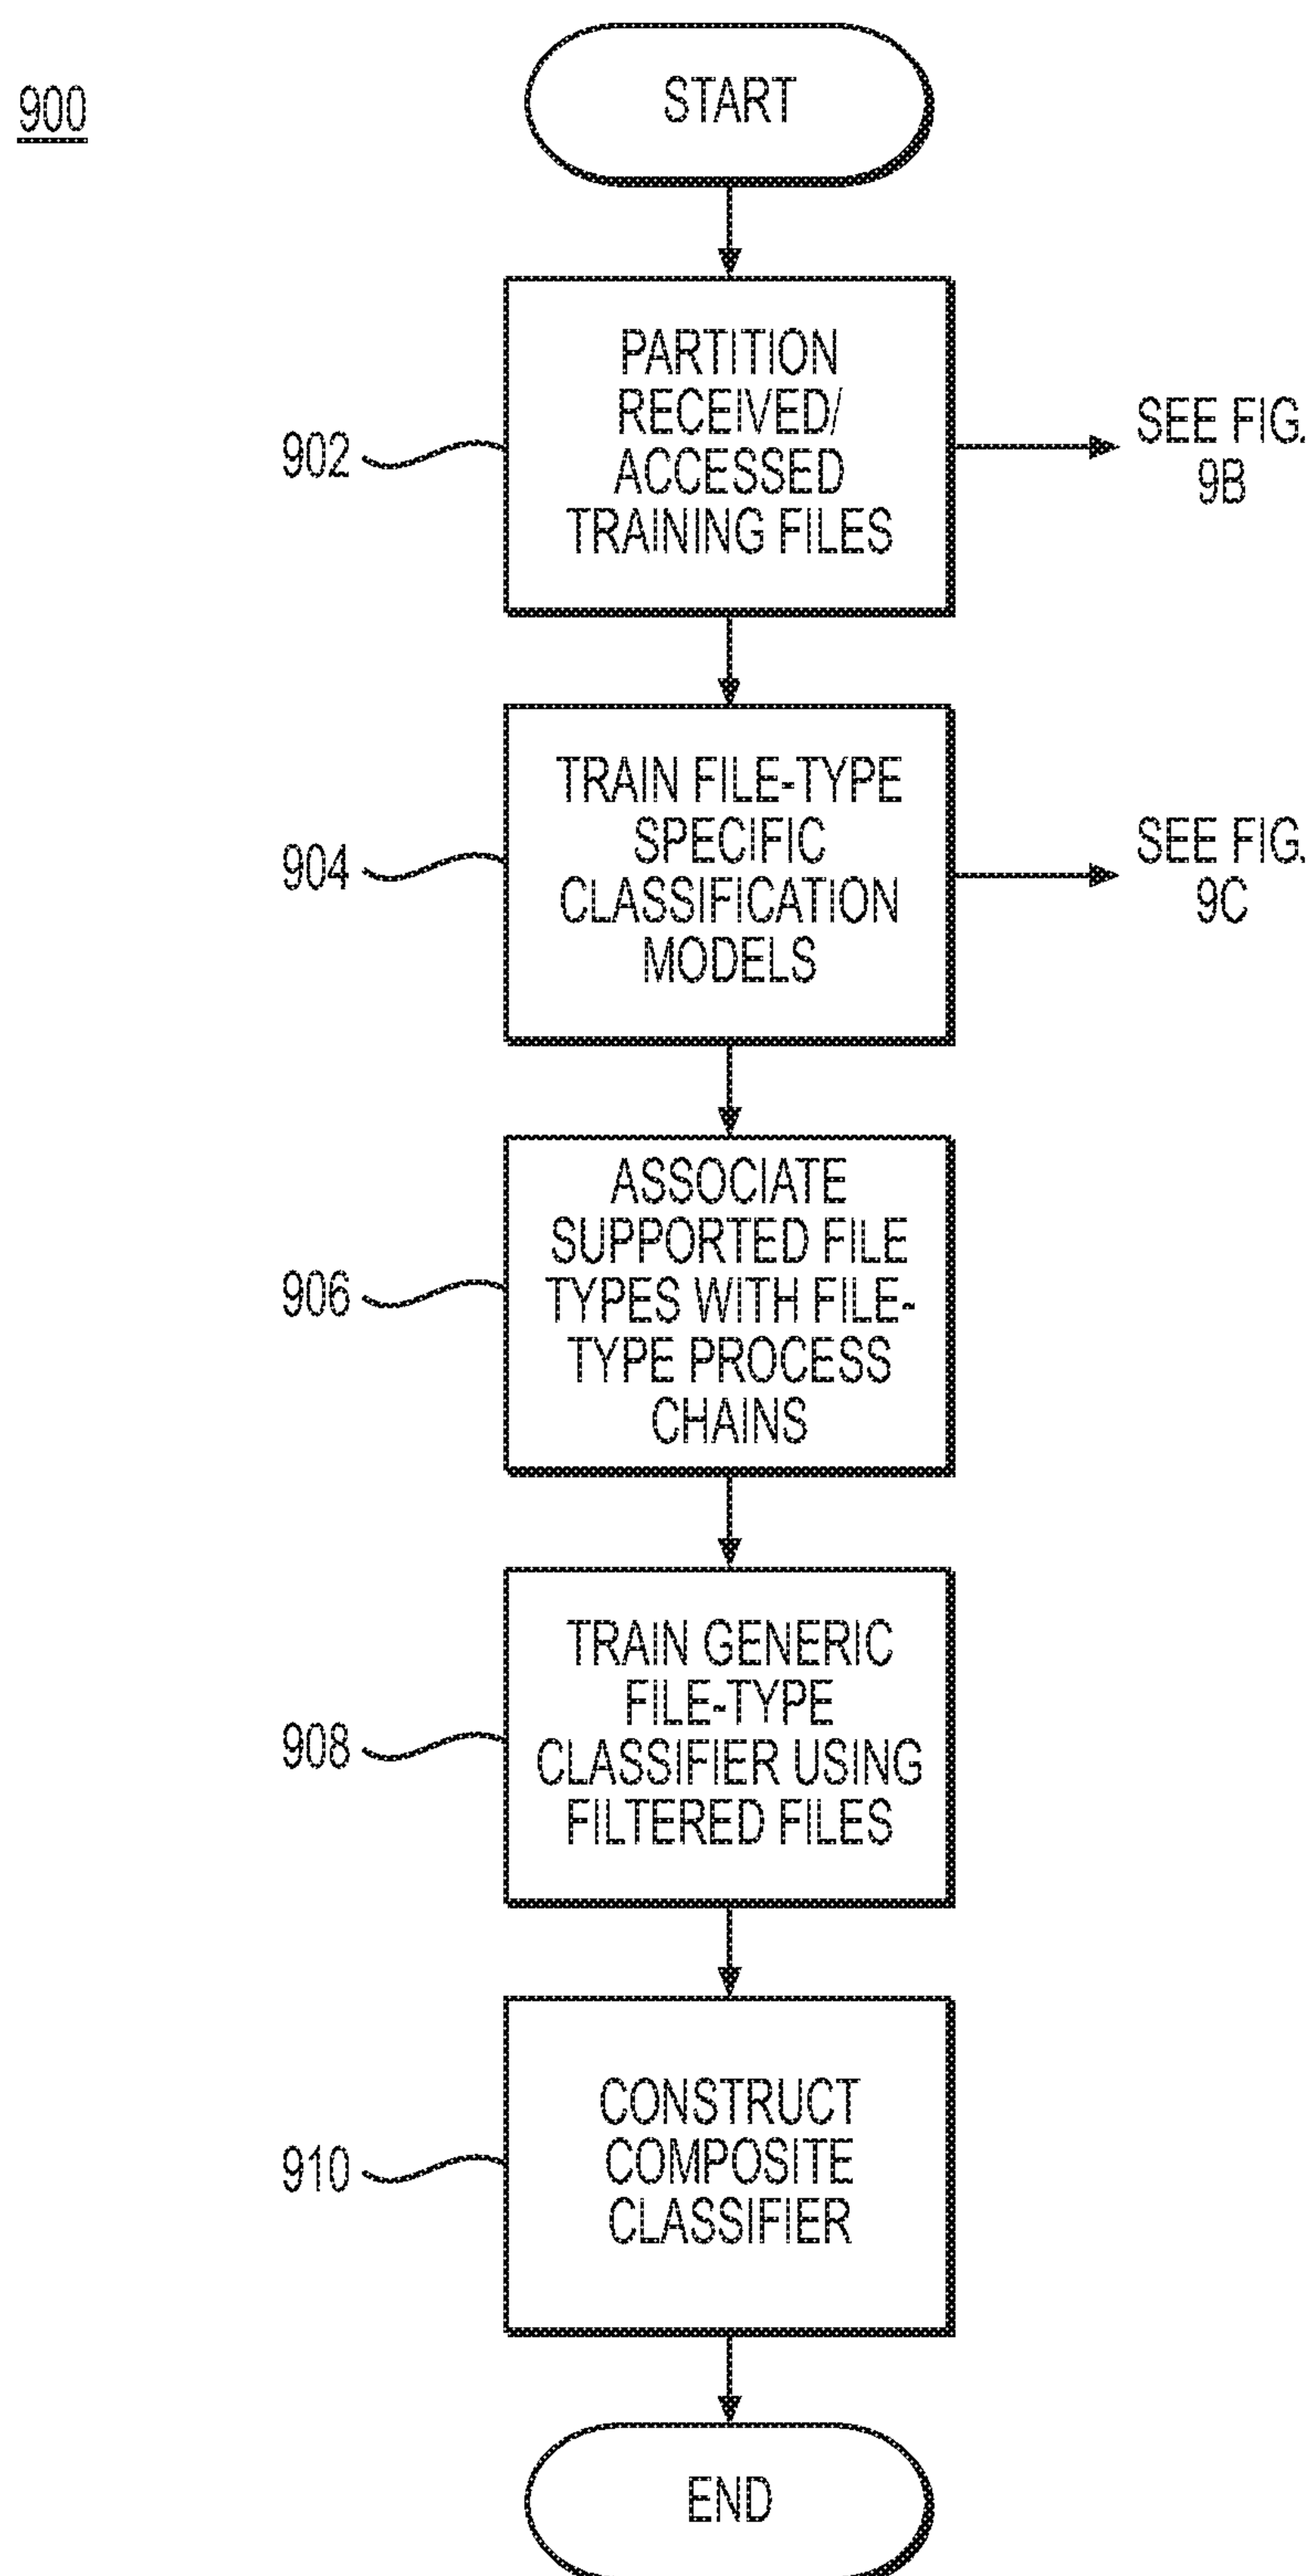 900
START
PARTITION
RECEIVED/
ACCESSED
TRAINING FILES
902
SEE FIG.
9B
TRAIN FILE-TYPE
SPECIFIC
CLASSIFICATION
MODELS
904
SEE FIG.
9C
ASSOCIATE
SUPPORTED FILE
TYPES WITH FILE-
TYPE PROCESS
CHAINS
906
TRAIN GENERIC
FILE-TYPE
CLASSIFIER USING
FILTERED FILES
908
CONSTRUCT
COMPOSITE
CLASSIFIER
910
END